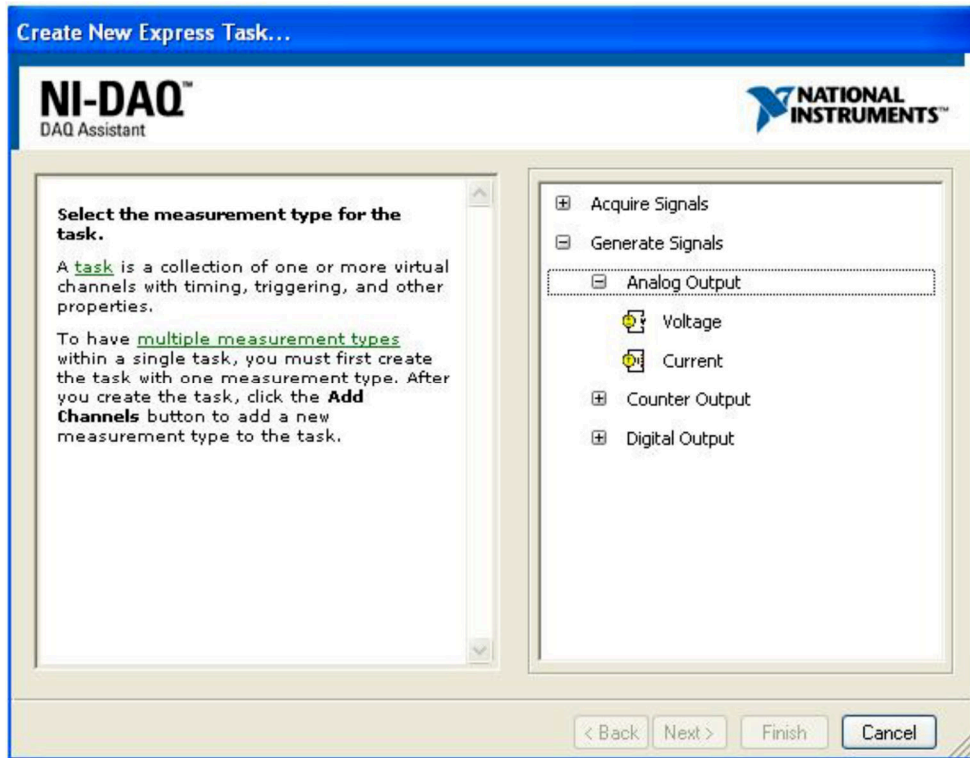 Create New Express Task...
NI-DAQ™
DAQ Assistant
NATIONAL
INSTRUMENTS™
Select the measurement type for the
task.
A task is a collection of one or more virtual
channels with timing, triggering, and other
properties.
To have multiple measurement types
within a single task, you must first create
the task with one measurement type. After
you create the task, click the Add
Channels button to add a new
measurement type to the task.
Acquire Signals
Generate Signals
Analog Output
Voltage
Current
Counter Output
Digital Output
< Back Next > Finish Cancel